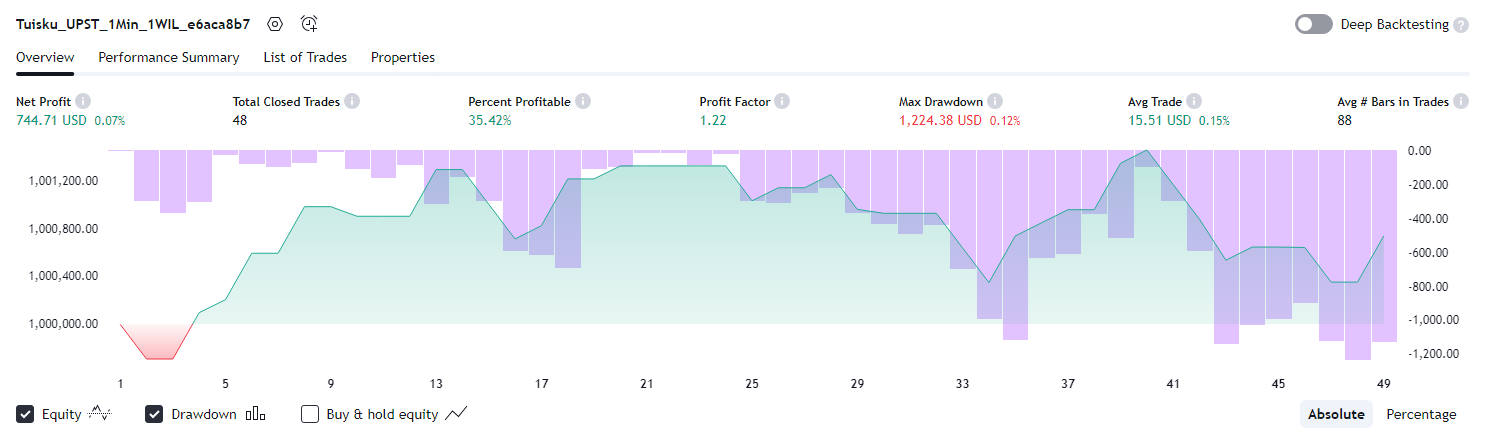 Tuisku_UPST_1Min_1WIL_e6aca8b7 Deep Backtesting ?
Overview Performance Summary List of Trades Properties
Net Profit i Total Closed Trades i Percent Profitable i Profit Factor i Max Drawdown i Avg Trade i Avg # Bars in Trades i
744.71 USD 0.07% 48 35.42% 1.22 1,224.38 USD 0.12% 15.51 USD 0.15% 88
0.00
1,001,200.00 -200.00
-400.00
1,000,800.00 -600.00
1,000,400.00 -800.00
1,000,000.00 -1,000.00
-1,200.00
1 5 9 13 17 21 25 29 33 37 41 45 49
Equity Drawdown Buy & hold equity Absolute Percentage